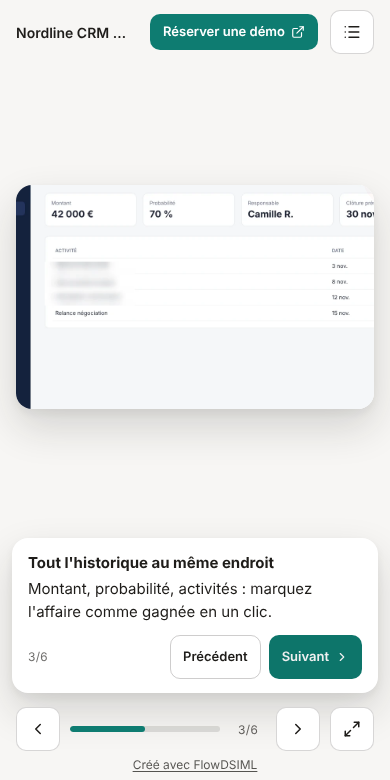 Nordline CRM ...
Réserver une démo
Montant
Probabilité
Responsable
42 000 €
70 %
Camille R.
30 nov
ACTIVITÉ
DATE
3 nov.
8 nov.
12 nov.
Relance négociation
15 nov.
Tout l'historique au même endroit
Montant, probabilité, activités : marquez
l'affaire comme gagnée en un clic.
3/6
Précédent
Suivant
3/6
Créé avec FlowDSIML